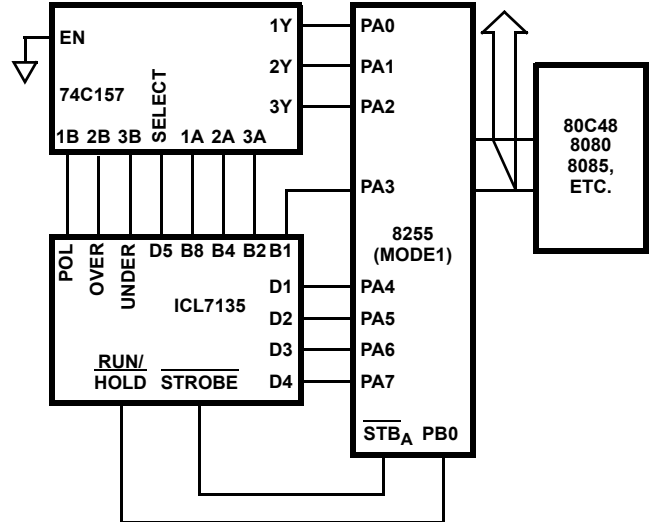 EN
74C157
1Y
2Y
3Y
1B 2B 3B SELECT 1A 2A 3A
PA0
PA1
PA2
PA3
8255
(MODE1)
PA4
PA5
PA6
PA7
STBA PB0
80C48
8080
8085,
ETC.
POL OVER UNDER D5 B8 B4 B2 B1
ICL7135
D1
D2
D3
D4
RUN/
HOLD STROBE